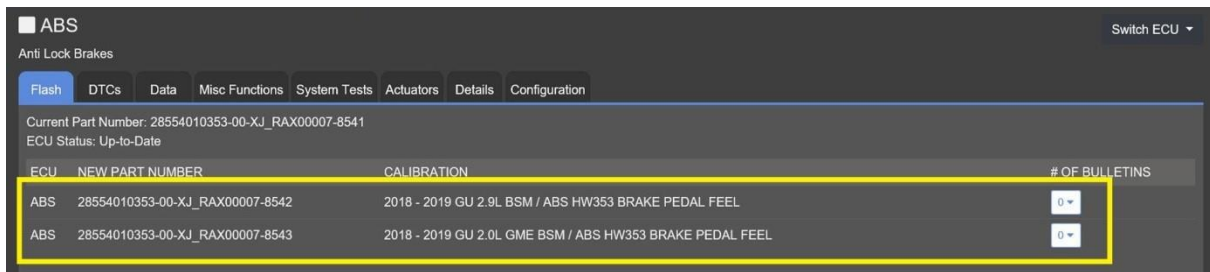 ABS
Switch ECU
Anti Lock Brakes
Flash DTCs Data Misc Functions System Tests Actuators Details Configuration
Current Part Number: 28554010353-00-XJ_RAX00007-8541
ECU Status: Up-to-Date
ECU NEW PART NUMBER CALIBRATION # OF BULLETINS
ABS 28554010353-00-XJ_RAX00007-8542 2018 - 2019 GU 2.9L BSM / ABS HW353 BRAKE PEDAL FEEL 0
ABS 28554010353-00-XJ_RAX00007-8543 2018 - 2019 GU 2.0L GME BSM / ABS HW353 BRAKE PEDAL FEEL 0